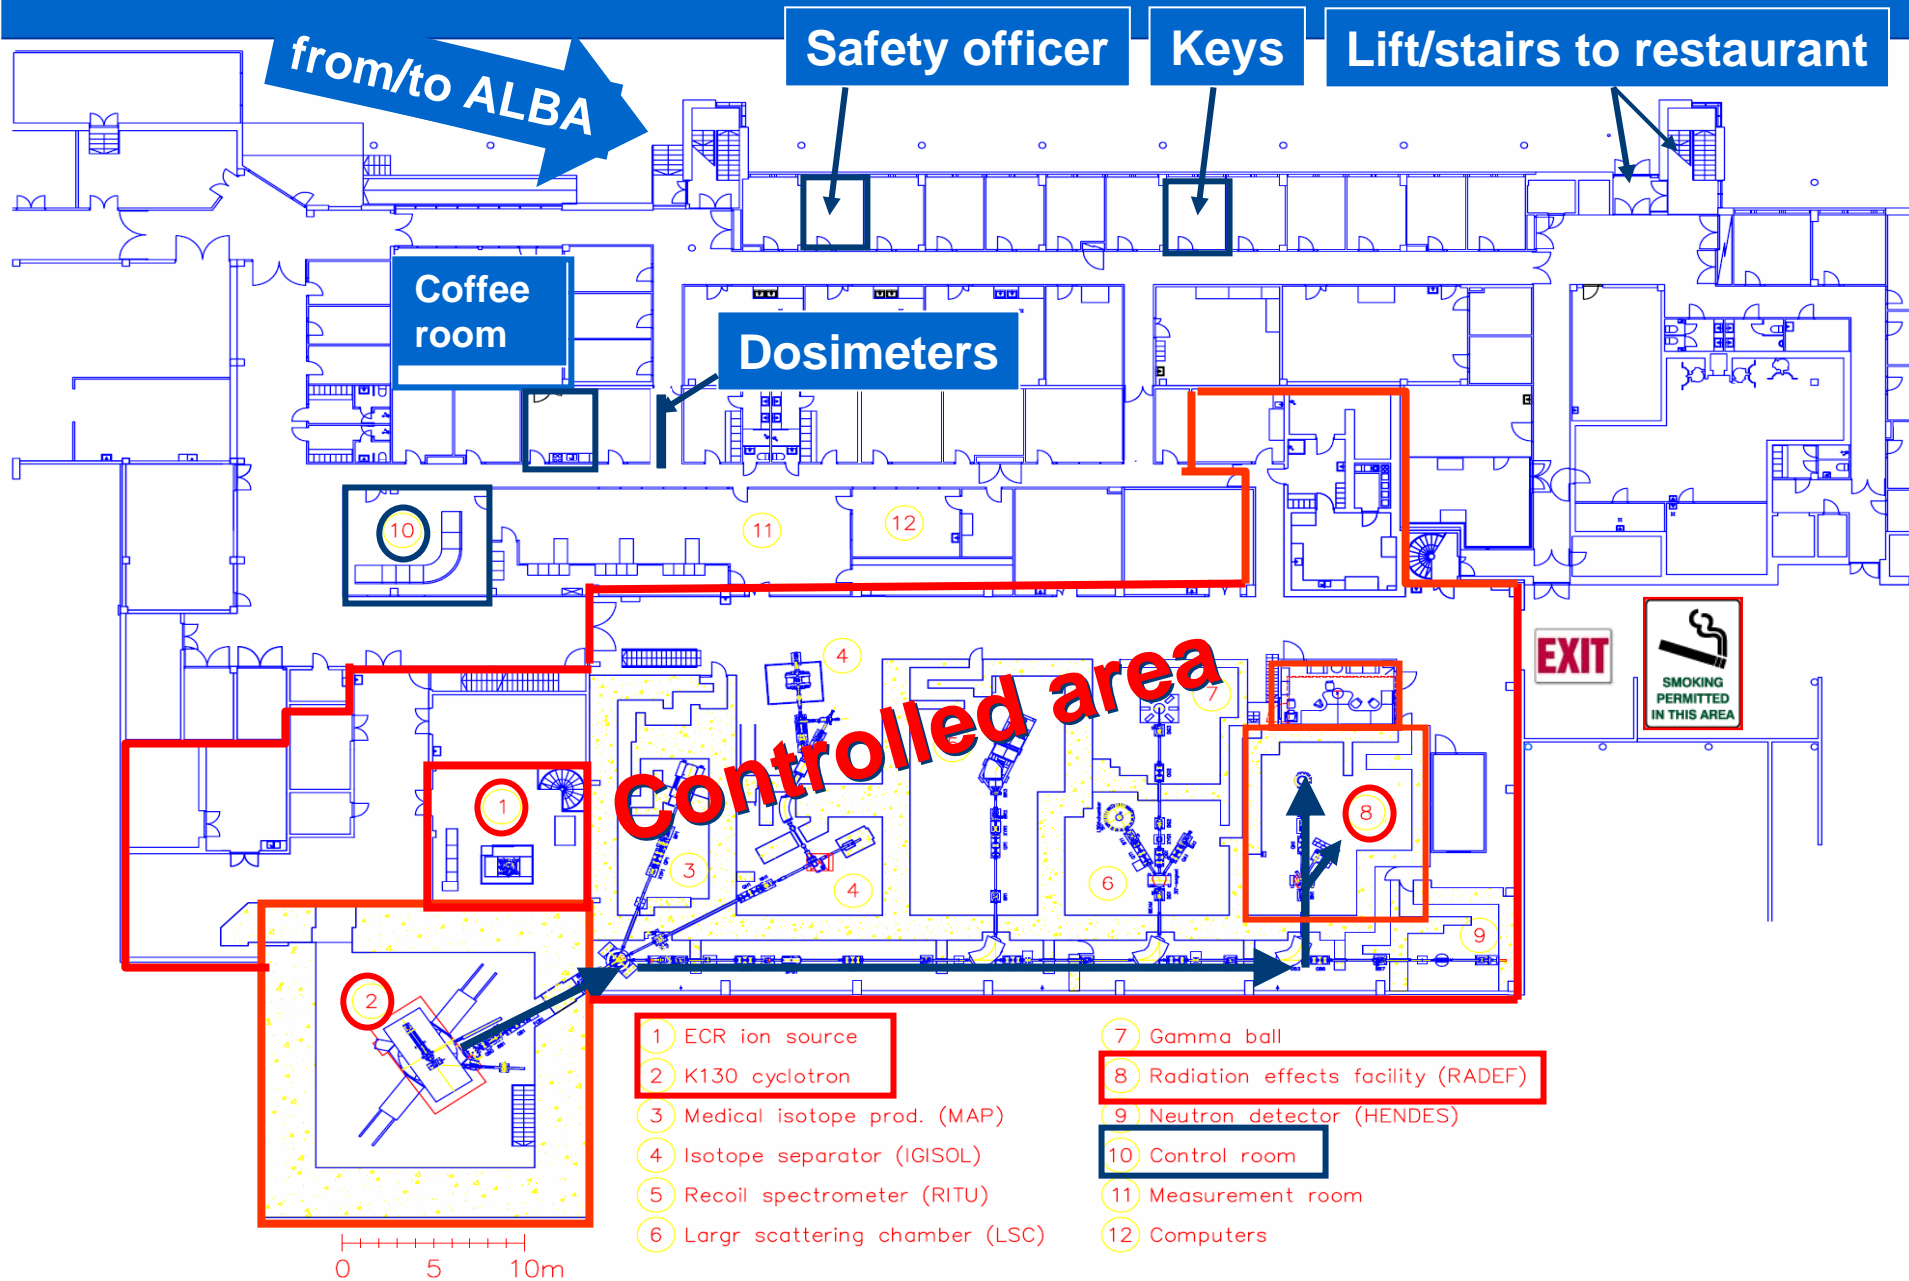 from/to ALBA
Safety officer
Keys
Lift/stairs to restaurant
Coffee
room
Dosimeters
10
11
12
4
7
Controlled area
EXIT
SMOKING
PERMITTED
IN THIS AREA
1
8
3
4
6
9
2
1 ECR ion source
2 K130 cyclotron
3 Medical isotope prod. (MAP)
4 Isotope separator (IGISOL)
5 Recoil spectrometer (RITU)
6 Largr scattering chamber (LSC)
7 Gamma ball
8 Radiation effects facility (RADEF)
9 Neutron detector (HENDES)
10 Control room
11 Measurement room
12 Computers
0 5 10m